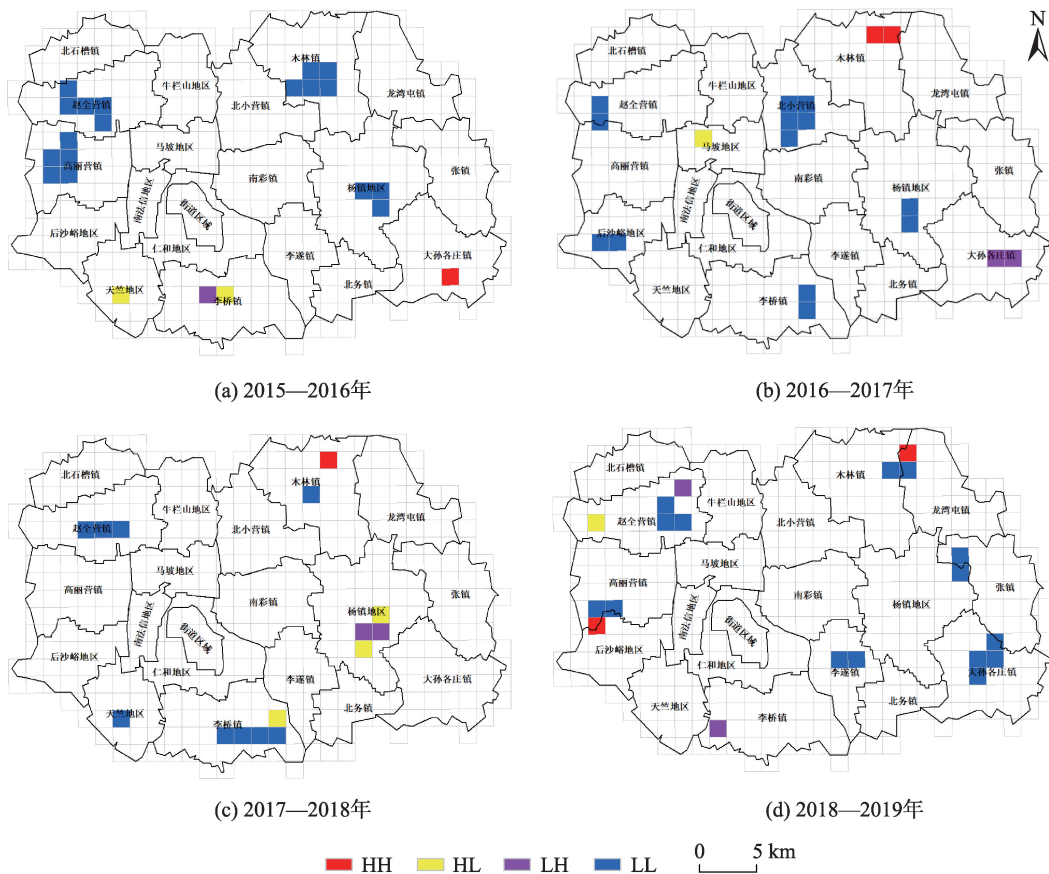 北石槽镇
木林镇
牛栏山地区
龙湾屯镇
赵全营镇
北小营镇
马坡地区
高丽营镇
张镇
南彩镇
杨镇地区
南法信地区
街道区域
后沙峪地区
仁和地区
李遂镇
大孙各庄镇
天竺地区
李桥镇
北务镇
(a) 2015—2016年
N
北石槽镇
木林镇
牛栏山地区
龙湾屯镇
赵全营镇
北小营镇
马坡地区
高丽营镇
张镇
南彩镇
杨镇地区
南法信地区
街道区域
后沙峪地区
仁和地区
李遂镇
大孙各庄镇
天竺地区
李桥镇
北务镇
(b) 2016—2017年
北石槽镇
木林镇
牛栏山地区
龙湾屯镇
赵全营镇
北小营镇
马坡地区
高丽营镇
张镇
南彩镇
杨镇地区
南法信地区
街道区域
后沙峪地区
仁和地区
李遂镇
大孙各庄镇
天竺地区
李桥镇
北务镇
(c) 2017—2018年
北石槽镇
木林镇
牛栏山地区
龙湾屯镇
赵全营镇
北小营镇
马坡地区
高丽营镇
张镇
南彩镇
杨镇地区
南法信地区
街道区域
后沙峪地区
仁和地区
李遂镇
大孙各庄镇
天竺地区
李桥镇
北务镇
(d) 2018—2019年
HH HL LH LL 0 5 km